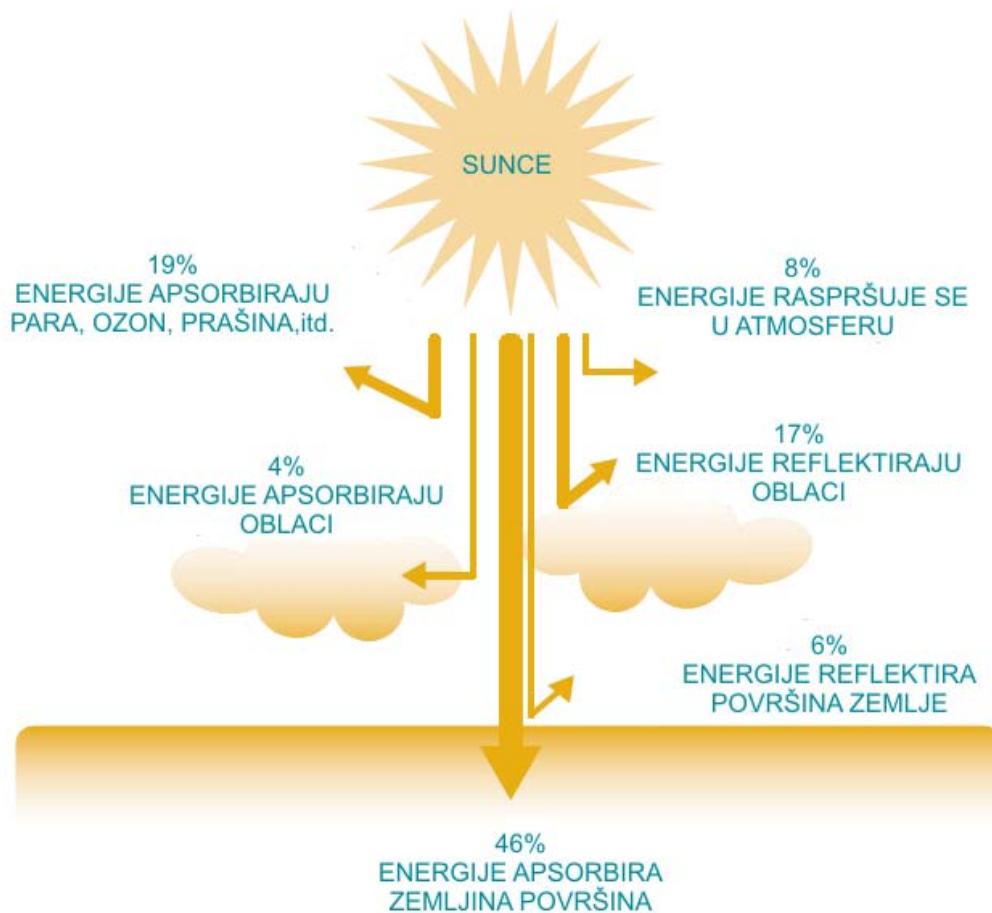 SUNCE
19%
ENERGIJE APSORBIRAJU
PARA, OZON, PRAŠINA,itd.
8%
ENERGIJE RASPRŠUJE SE
U ATMOSFERU
4%
ENERGIJE APSORBIRAJU
OBLACI
17%
ENERGIJE REFLEKTIRAJU
OBLACI
6%
ENERGIJE REFLEKTIRA
POVRŠINA ZEMLJE
46%
ENERGIJE APSORBIRA
ZEMLJINA POVRŠINA